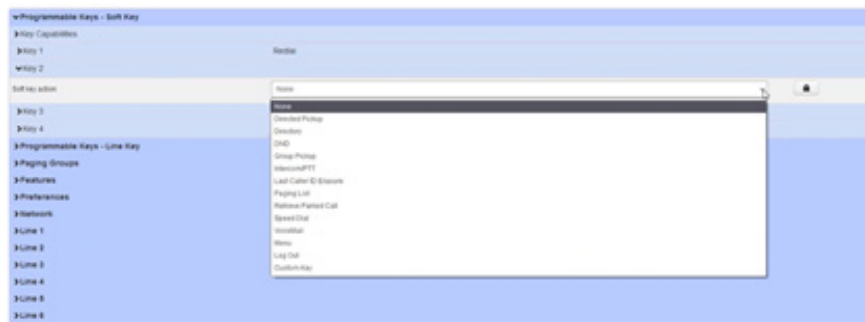 Programmable Keys - Soft Key
Key Capabilities
Key 1 Redial
Key 2
Soft key action None
None
Directed Pickup
Directory
DND
Group Pickup
Intercom/PTT
Last Caller ID Erasure
Paging List
Retrieve Parked Call
Speed Dial
VoiceMail
Menu
Log Out
Custom Key
Key 3
Key 4
Programmable Keys - Line Key
Paging Groups
Features
Preferences
Network
Line 1
Line 2
Line 3
Line 4
Line 5
Line 6